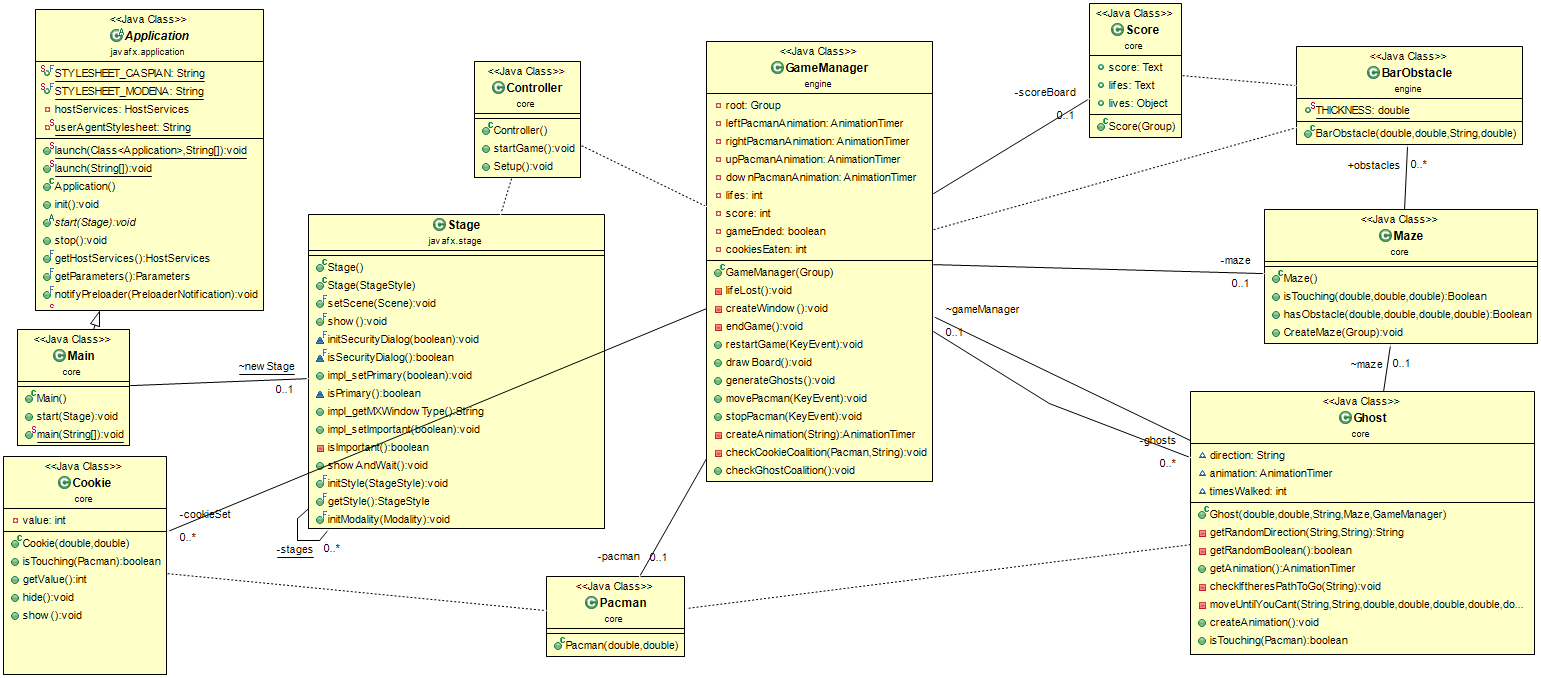 <<Java Class>>
Application
javafx.application
STYLESHEET_CASPIAN: String
STYLESHEET_MODENA: String
hostServices: HostServices
userAgentStylesheet: String
launch(Class<Application>,String[]):void
launch(String[]):void
Application()
init():void
start(Stage):void
stop():void
getHostServices():HostServices
getParameters():Parameters
notifyPreloader(PreloaderNotification):void
<<Java Class>>
Main
core
Main()
start(Stage):void
main(String[]):void
~newStage
0..1
<<Java Class>>
Cookie
core
value: int
Cookie(double,double)
isTouching(Pacman):boolean
getValue():int
hide():void
show():void
-cookieSet
0..*
<<Java Class>>
Controller
core
Controller()
startGame():void
Setup():void
<<Java Class>>
Stage
javafx.stage
Stage()
Stage(StageStyle)
setScene(Scene):void
show():void
initSecurityDialog(boolean):void
isSecurityDialog():boolean
impl_setPrimary(boolean):void
isPrimary():boolean
impl_getMXWindowType():String
impl_setImportant(boolean):void
isImportant():boolean
showAndWait():void
initStyle(StageStyle):void
getStyle():StageStyle
initModality(Modality):void
-stages
0..*
<<Java Class>>
GameManager
engine
root: Group
leftPacmanAnimation: AnimationTimer
rightPacmanAnimation: AnimationTimer
upPacmanAnimation: AnimationTimer
downPacmanAnimation: AnimationTimer
lifes: int
score: int
gameEnded: boolean
cookiesEaten: int
GameManager(Group)
lifeLost():void
createWindow():void
endGame():void
restartGame(KeyEvent):void
drawBoard():void
generateGhosts():void
movePacman(KeyEvent):void
stopPacman(KeyEvent):void
createAnimation(String):AnimationTimer
checkCookieCoalition(Pacman,String):void
checkGhostCoalition():void
-pacman
0..1
<<Java Class>>
Pacman
core
Pacman(double,double)
<<Java Class>>
Score
core
score: Text
lifes: Text
lives: Object
Score(Group)
-scoreBoard
0..1
<<Java Class>>
BarObstacle
engine
THICKNESS: double
BarObstacle(double,double,String,double)
+obstacles
0..*
<<Java Class>>
Maze
core
Maze()
isTouching(double,double,double):Boolean
hasObstacle(double,double,double,double):Boolean
CreateMaze(Group):void
-maze
0..1
~gameManager
0..1
~maze
0..1
-ghosts
0..*
<<Java Class>>
Ghost
core
direction: String
animation: AnimationTimer
timesWalked: int
Ghost(double,double,String,Maze,GameManager)
getRandomDirection(String,String):String
getRandomBoolean():boolean
getAnimation():AnimationTimer
checkIftheresPathToGo(String):void
moveUntilYouCant(String,String,double,double,double,double,do...
createAnimation():void
isTouching(Pacman):boolean